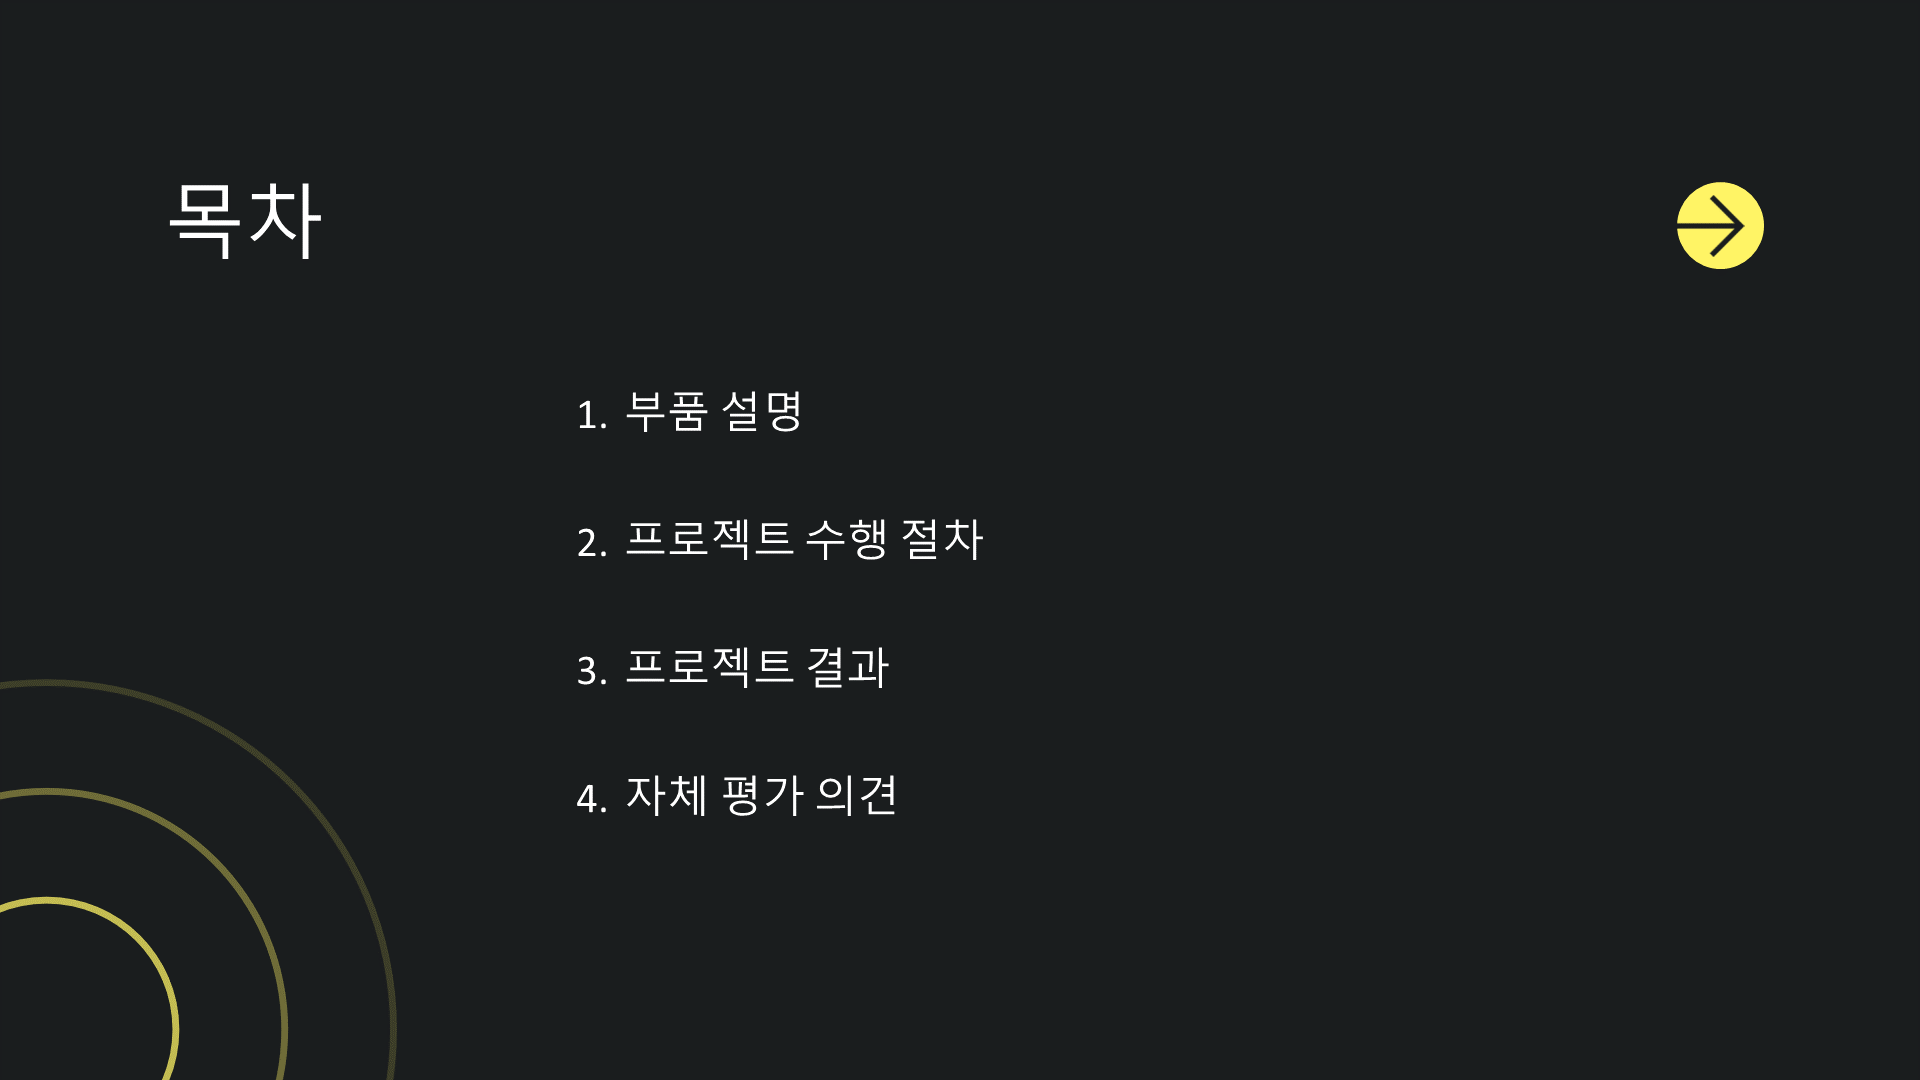 목차
1. 부품 설명
2. 프로젝트 수행 절차
3. 프로젝트 결과
4. 자체 평가 의견